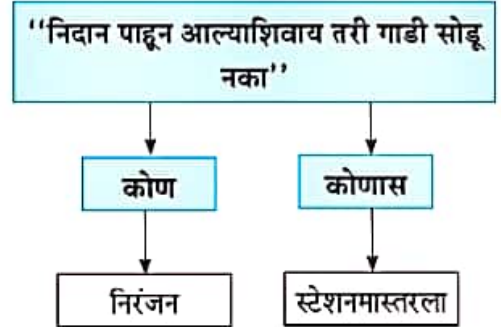 ‘‘निदान पाहून आल्याशिवाय तरी गाडी सोडू
नका’’
कोण
कोणास
निरंजन
स्टेशनमास्तरला